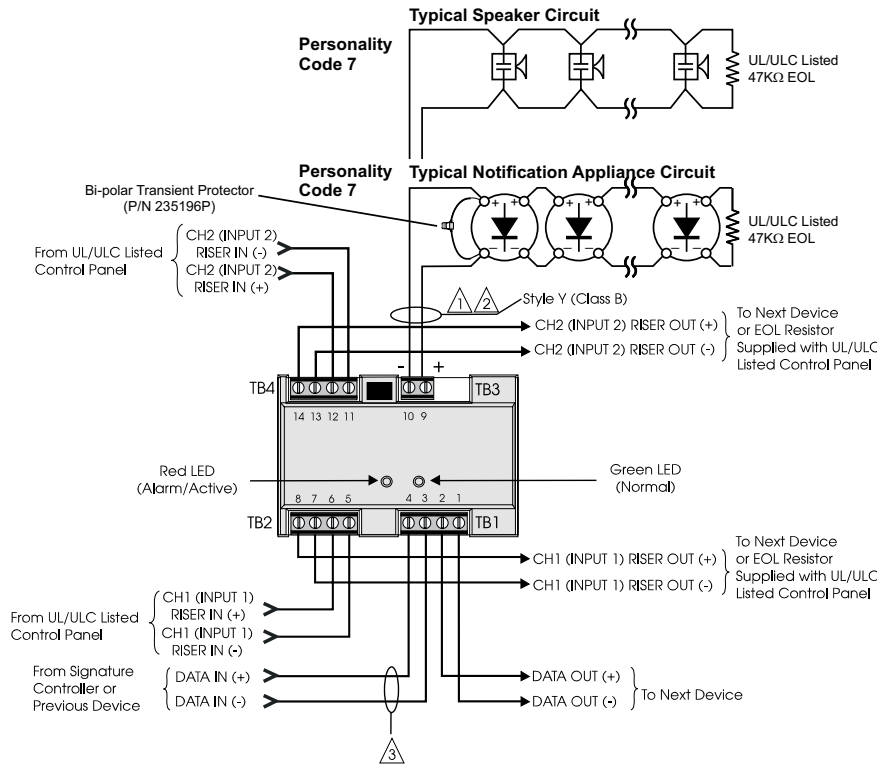 Typical Speaker Circuit
Personality
Code 7
UL/ULC Listed
47KΩ EOL
Personality
Code 7
Typical Notification Appliance Circuit
Bi-polar Transient Protector
(P/N 235196P)
+ + + + + +
- - - - - -
UL/ULC Listed
47KΩ EOL
From UL/ULC Listed
Control Panel
CH2 (INPUT 2)
RISER IN (-)
CH2 (INPUT 2)
RISER IN (+)
1 2
Style Y (Class B)
CH2 (INPUT 2) RISER OUT (+)
CH2 (INPUT 2) RISER OUT (-)
To Next Device
or EOL Resistor
Supplied with UL/ULC
Listed Control Panel
- +
TB4
TB3
14 13 12 11
10 9
Red LED
(Alarm/Active)
Green LED
(Normal)
8 7 6 5
4 3 2 1
TB2
TB1
CH1 (INPUT 1) RISER OUT (+)
CH1 (INPUT 1) RISER OUT (-)
To Next Device
or EOL Resistor
Supplied with UL/ULC
Listed Control Panel
From UL/ULC Listed
Control Panel
CH1 (INPUT 1)
RISER IN (+)
CH1 (INPUT 1)
RISER IN (-)
From Signature
Controller or
Previous Device
DATA IN (+)
DATA IN (-)
DATA OUT (+)
DATA OUT (-)
To Next Device
3